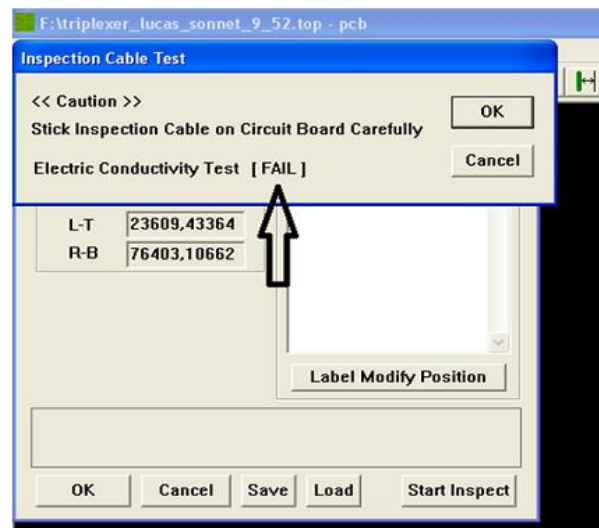 F:\triplexer_lucas_sonnet_9_52.top - pcb
Inspection Cable Test
<< Caution >>
Stick Inspection Cable on Circuit Board Carefully
OK
Electric Conductivity Test [ FAIL ]
Cancel
L-T 23609,43364
R-B 76403,10662
Label Modify Position
OK Cancel Save Load Start Inspect